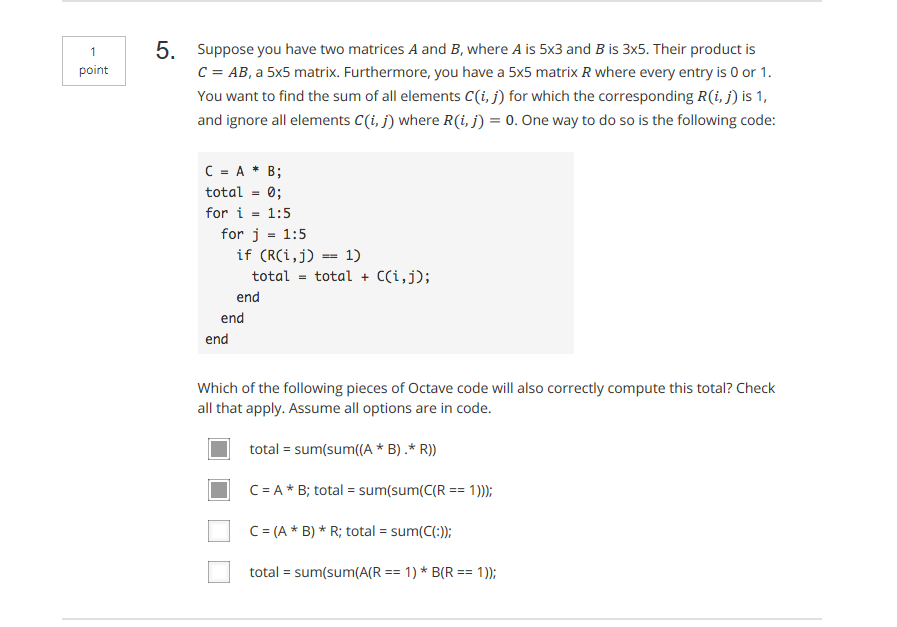 1
point
5.
Suppose you have two matrices A and B, where A is 5x3 and B is 3x5. Their product is
C = AB, a 5x5 matrix. Furthermore, you have a 5x5 matrix R where every entry is 0 or 1.
You want to find the sum of all elements C(i, j) for which the corresponding R(i, j) is 1,
and ignore all elements C(i, j) where R(i, j) = 0. One way to do so is the following code:
C = A * B;
total = 0;
for i = 1:5
  for j = 1:5
    if (R(i,j) == 1)
      total = total + C(i,j);
    end
  end
end
Which of the following pieces of Octave code will also correctly compute this total? Check
all that apply. Assume all options are in code.
total = sum(sum((A * B) .* R))
C = A * B; total = sum(sum(C(R == 1)));
C = (A * B) * R; total = sum(C(:));
total = sum(sum(A(R == 1) * B(R == 1));